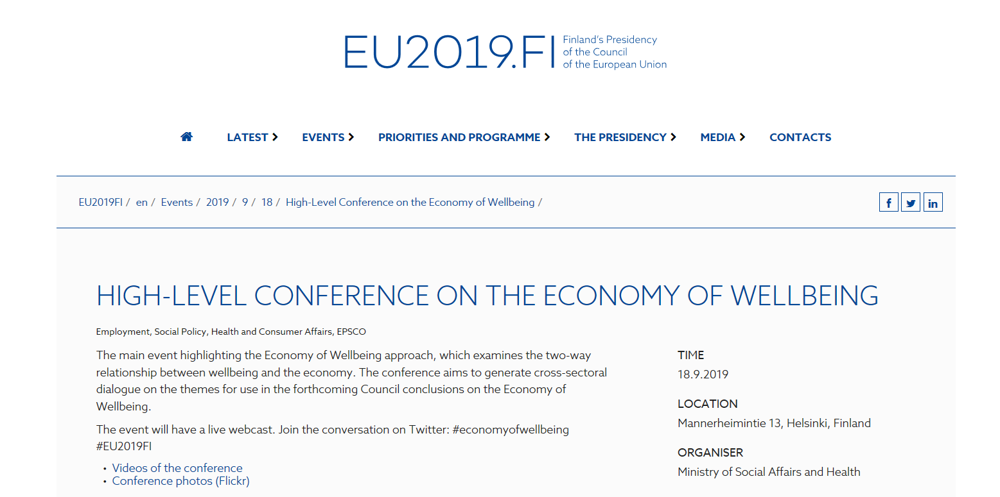 EU2019.FI
Finland's Presidency
of the Council
of the European Union
LATEST EVENTS PRIORITIES AND PROGRAMME THE PRESIDENCY MEDIA CONTACTS
EU2019FI / en / Events / 2019 / 9 / 18 / High-Level Conference on the Economy of Wellbeing /
HIGH-LEVEL CONFERENCE ON THE ECONOMY OF WELLBEING
Employment, Social Policy, Health and Consumer Affairs, EPSCO
The main event highlighting the Economy of Wellbeing approach, which examines the two-way
relationship between wellbeing and the economy. The conference aims to generate cross-sectoral
dialogue on the themes for use in the forthcoming Council conclusions on the Economy of
Wellbeing.
The event will have a live webcast. Join the conversation on Twitter: #economyofwellbeing
#EU2019FI
• Videos of the conference
• Conference photos (Flickr)
TIME
18.9.2019
LOCATION
Mannerheimintie 13, Helsinki, Finland
ORGANISER
Ministry of Social Affairs and Health